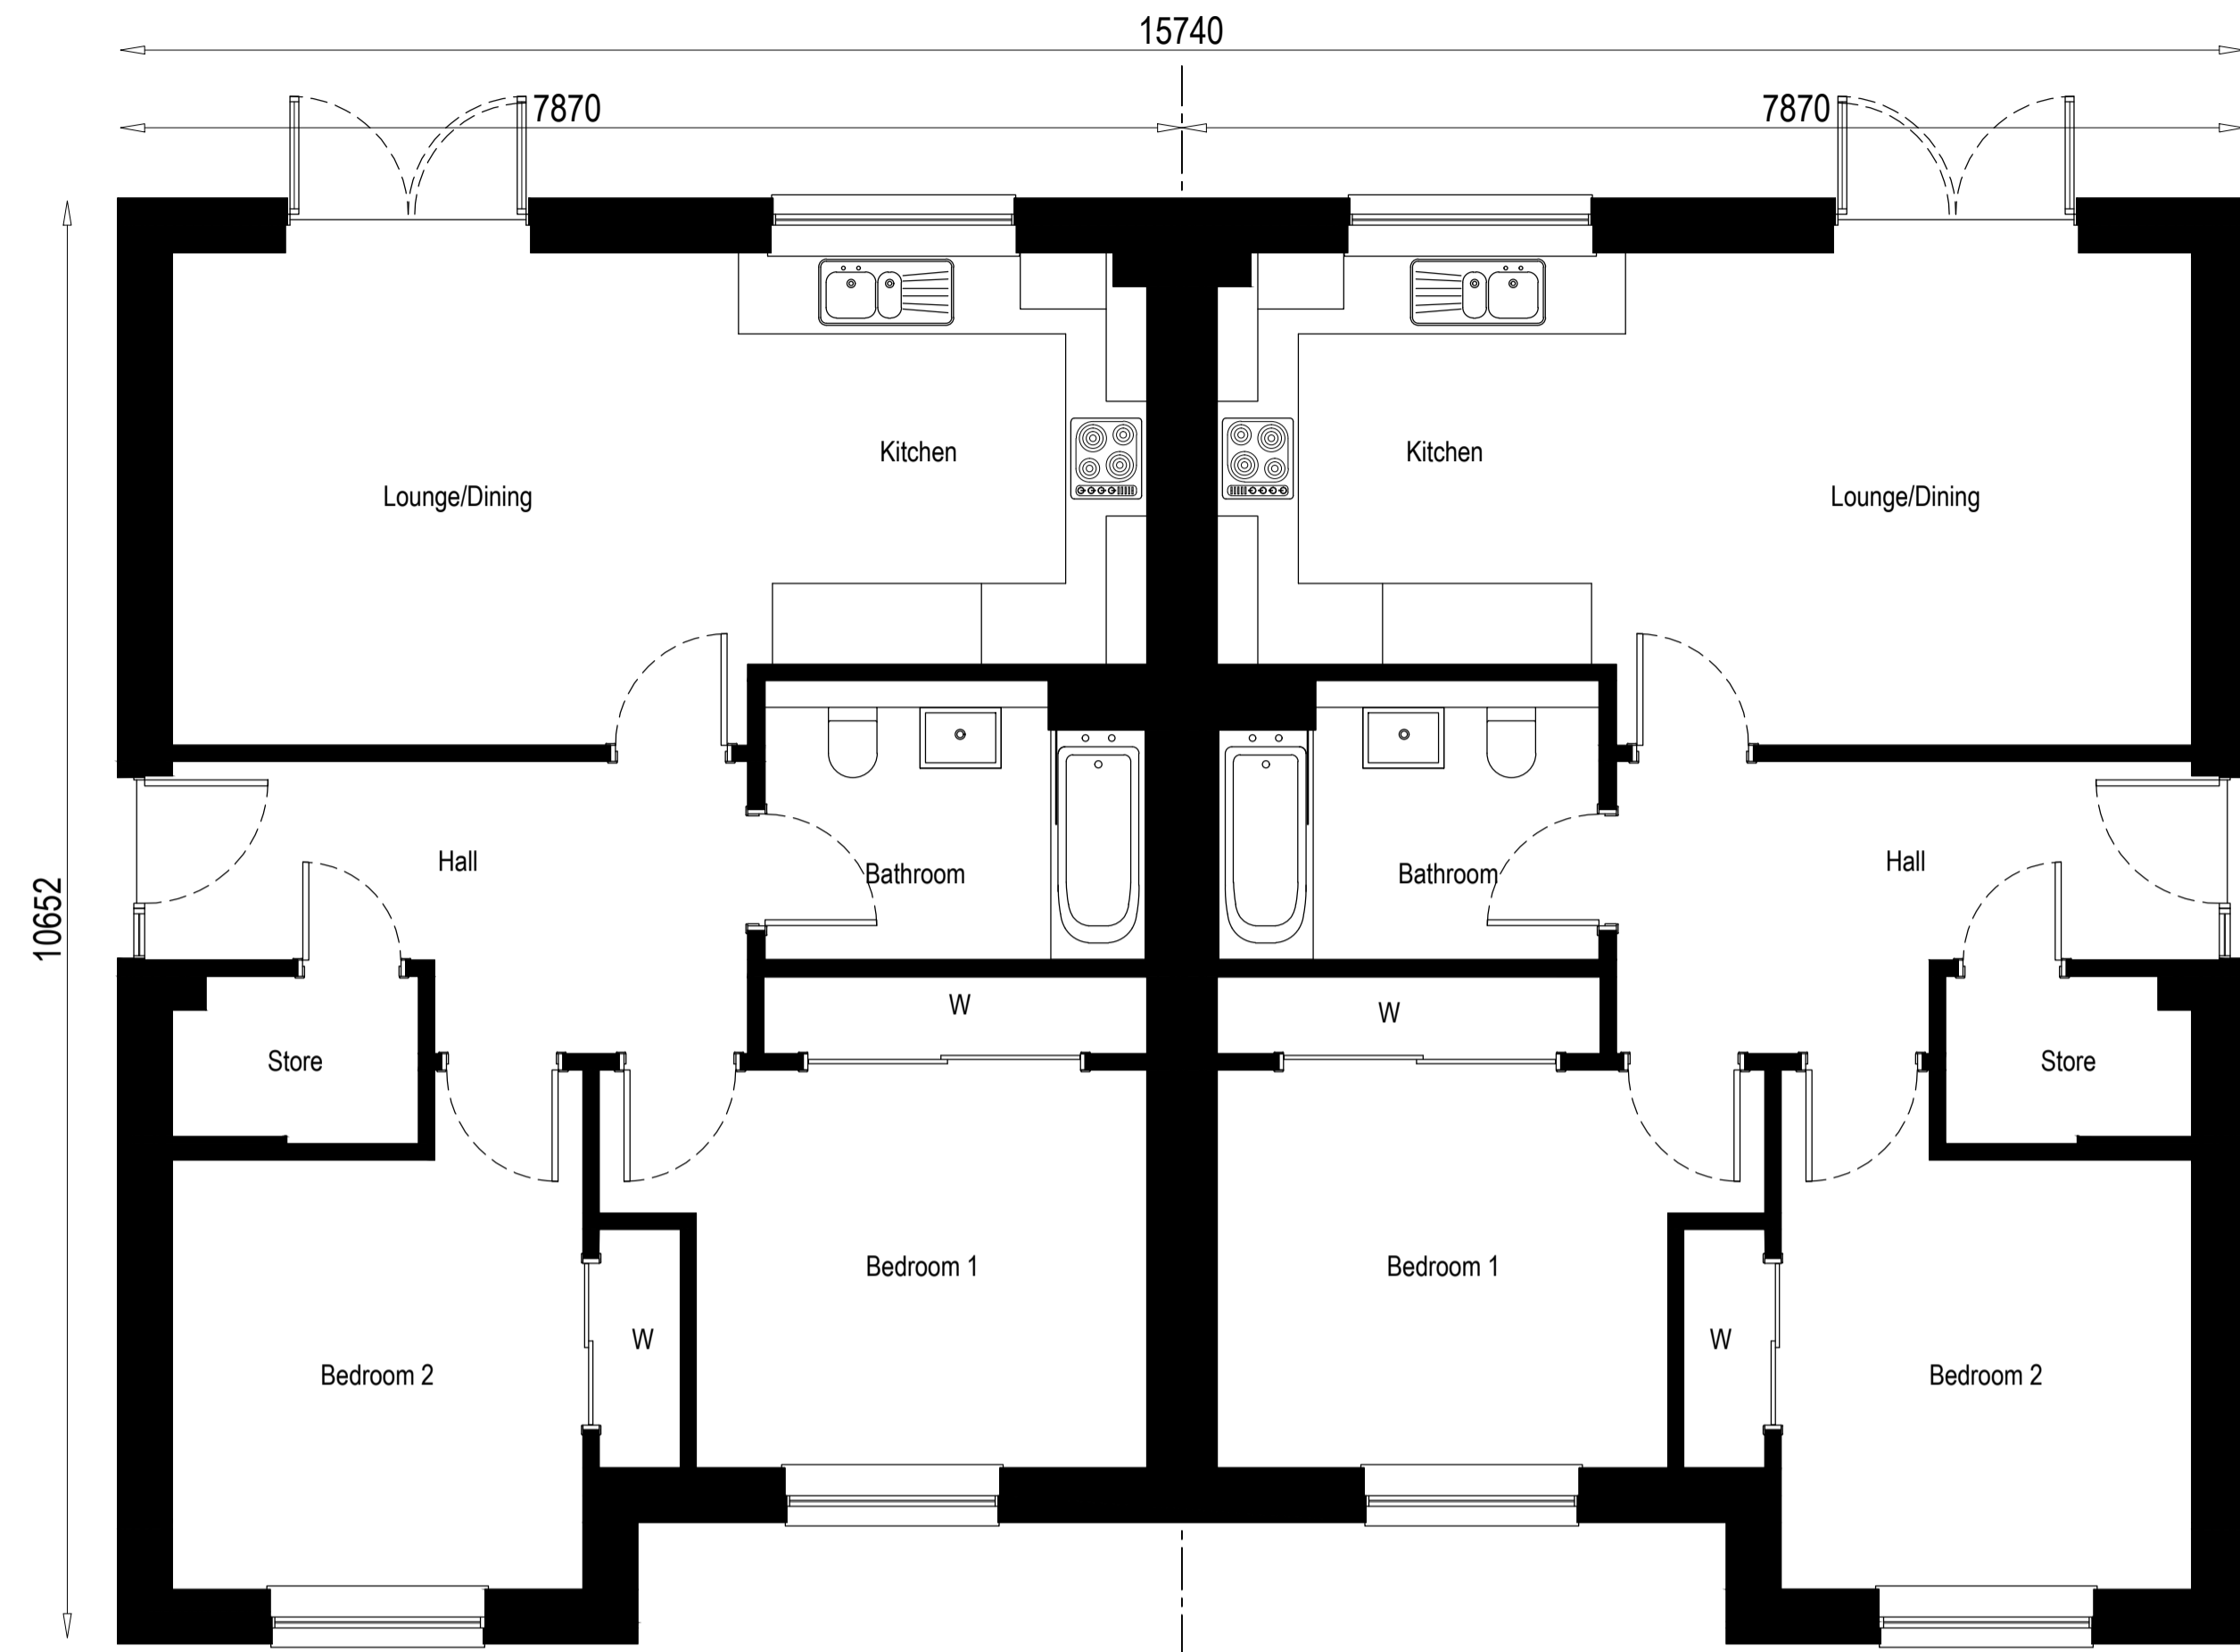 15740
7870
7870
Kitchen
Kitchen
Lounge/Dining
Lounge/Dining
10652
Hall
Bathroom
Bathroom
Hall
W
W
Store
Store
Bedroom 1
Bedroom 1
W
W
Bedroom 2
Bedroom 2